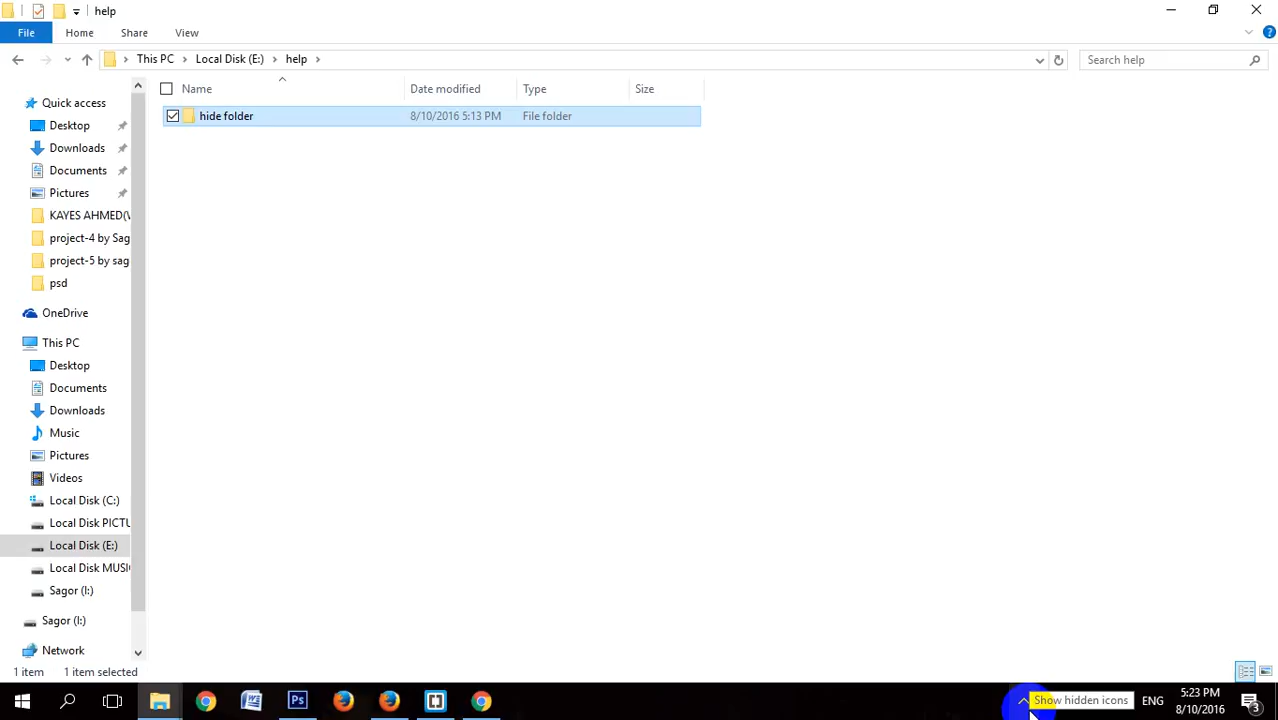 help
File
Home
Share
View
This PC
Local Disk (E:)
help
Search help
Name
Date modified
Type
Size
hide folder
8/10/2016 5:13 PM
File folder
Quick access
Desktop
Downloads
Documents
Pictures
KAYES AHMED(W
project-4 by Sag
project-5 by sag
psd
OneDrive
This PC
Desktop
Documents
Downloads
Music
Pictures
Videos
Local Disk (C:)
Local Disk PICTU
Local Disk (E:)
Local Disk MUSI
Sagor (I:)
Sagor (I:)
Network
1 item
1 item selected
Show hidden icons
ENG
5:23 PM
8/10/2016
3